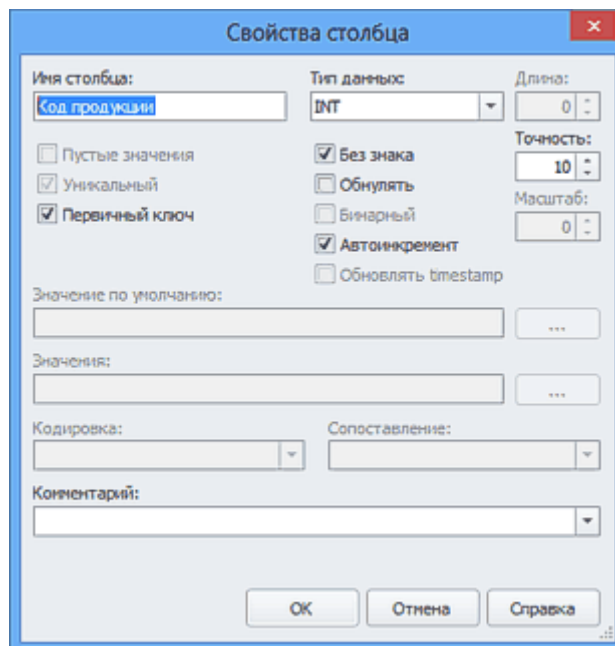 Свойства столбца
Имя столбца: Тип данных: Длина:
Код продукции INT 0
Точность:
Пустые значения Без знака 10
Уникальный Обнулять Масштаб:
Первичный ключ Бинарный 0
Автоинкремент
Обновлять timestamp
Значение по умолчанию:
...
Значения:
...
Кодировка: Сопоставление:
Комментарий:
OK Отмена Справка